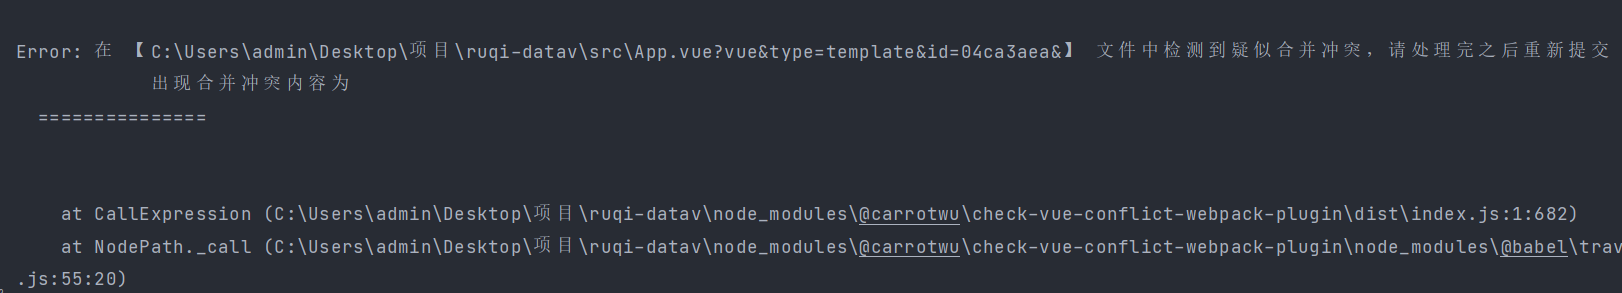 Error: 在 【 C:\Users\admin\Desktop\项目\ruqi-datav\src\App.vue?vue&type=template&id=04ca3aea&】 文件中检测到疑似合并冲突，请处理完之后重新提交
出现合并冲突内容为
===============
at CallExpression (C:\Users\admin\Desktop\项目\ruqi-datav\node_modules\@carrotwu\check-vue-conflict-webpack-plugin\dist\index.js:1:682)
at NodePath._call (C:\Users\admin\Desktop\项目\ruqi-datav\node_modules\@carrotwu\check-vue-conflict-webpack-plugin\node_modules\@babel\trav
.js:55:20)